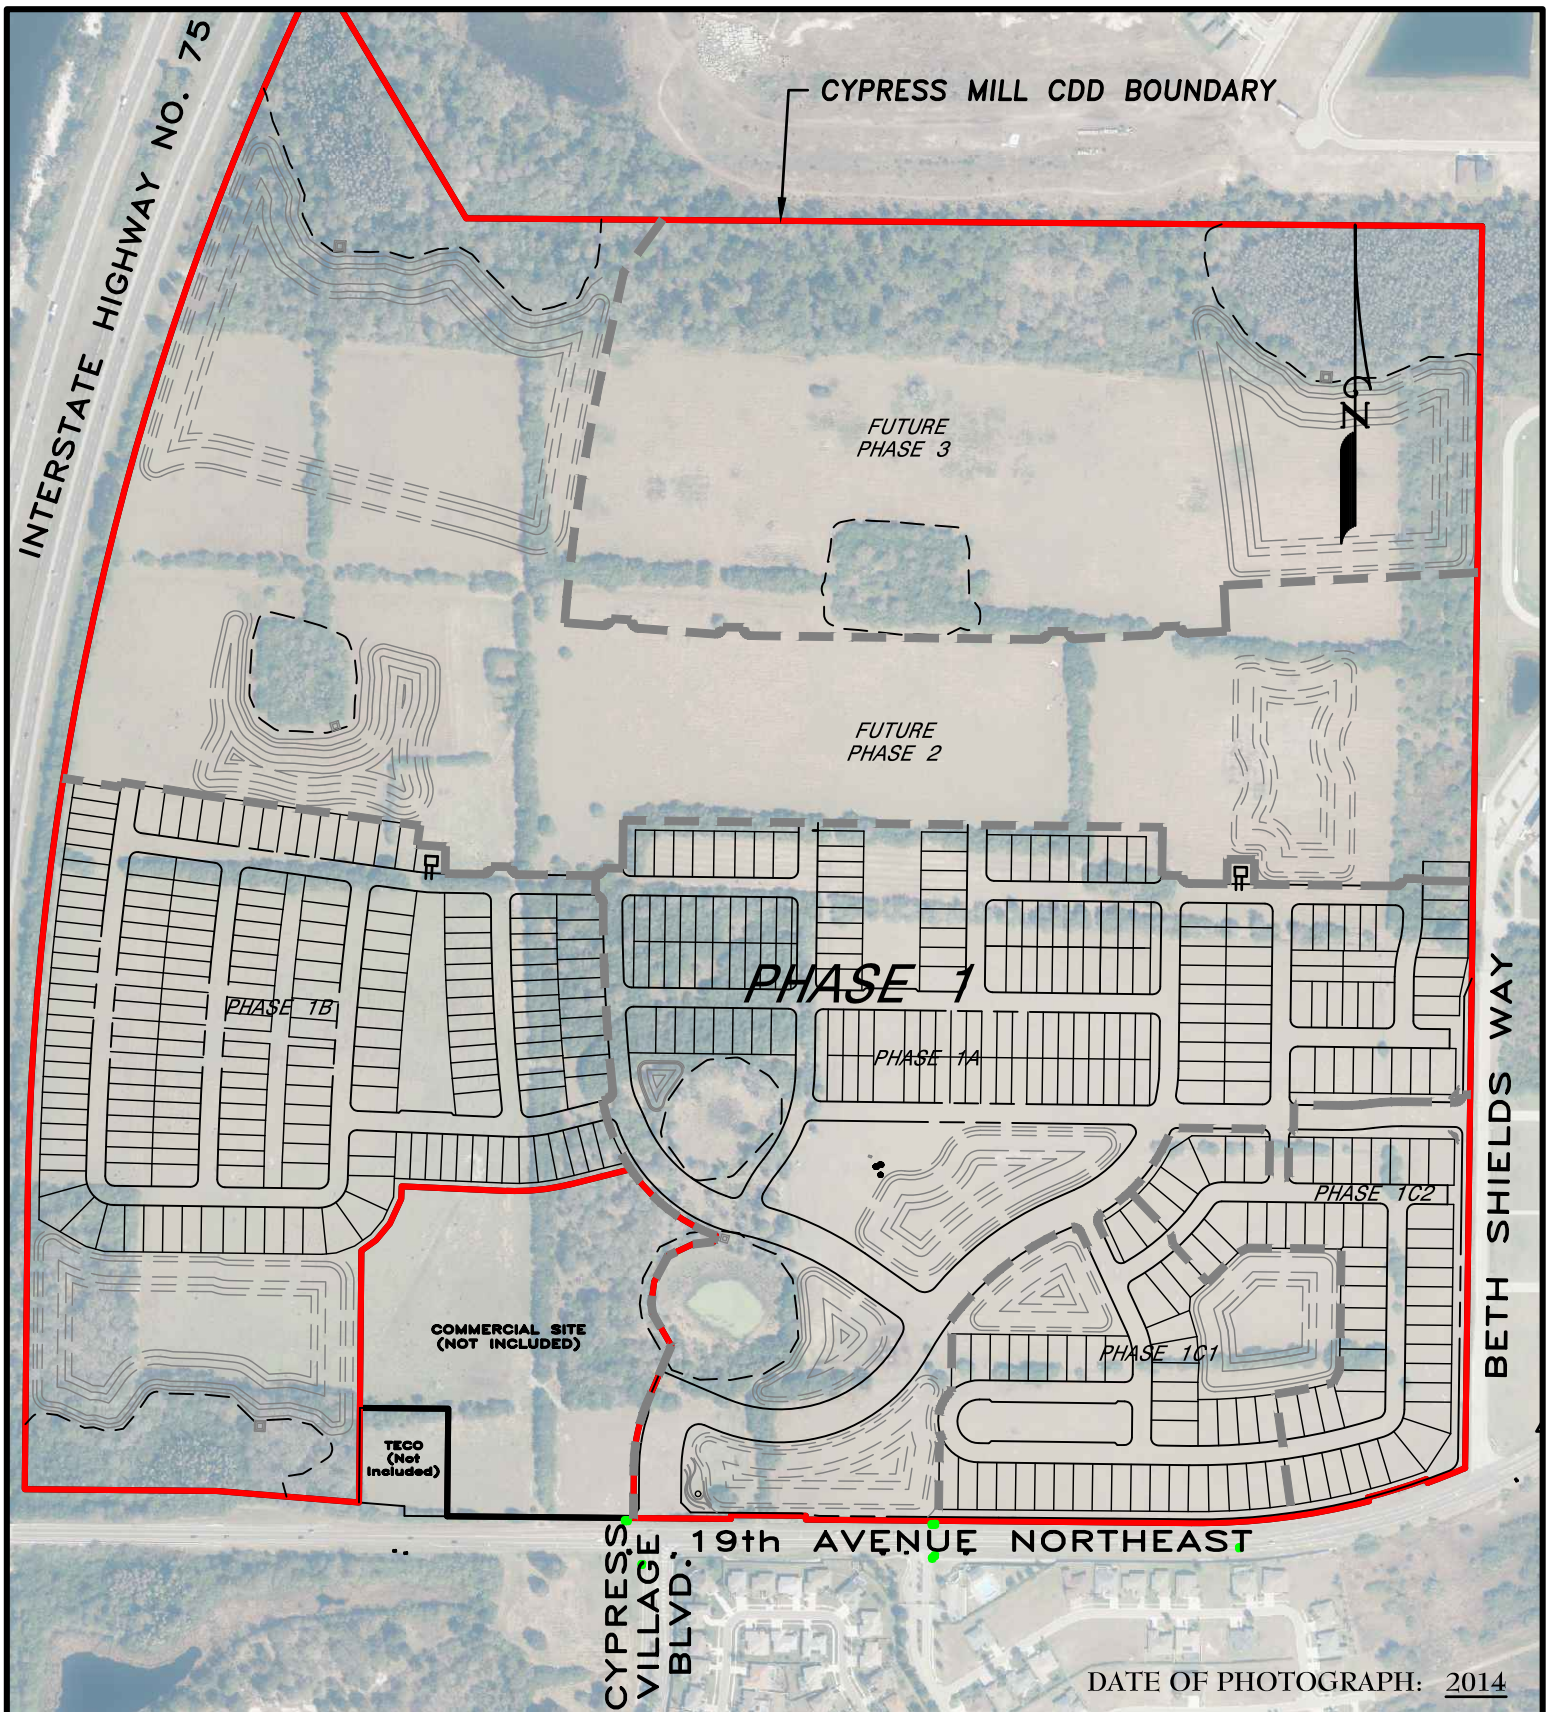 CYPRESS MILL CDD BOUNDARY
INTERSTATE HIGHWAY NO. 75
NG
FUTURE
PHASE 3
FUTURE
PHASE 2
PHASE 1
PHASE 1B
PHASE 1A
PHASE 1C2
PHASE 1C1
BETH SHIELDS WAY
COMMERCIAL SITE
(NOT INCLUDED)
TECO
(Not
Included)
19th AVENUE NORTHEAST
CYPRESS
VILLAGE
BLVD.
DATE OF PHOTOGRAPH: 2014